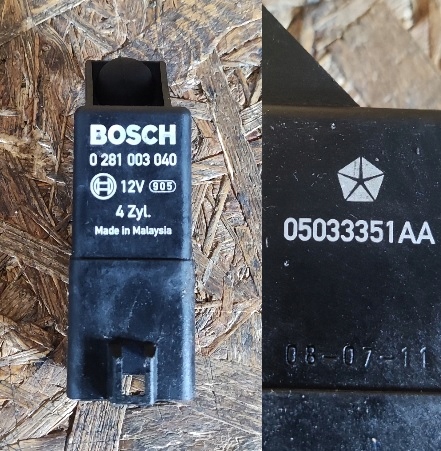 BOSCH
0 281 003 040
12V 905
4 Zyl.
Made in Malaysia
05033351AA
08-07-11